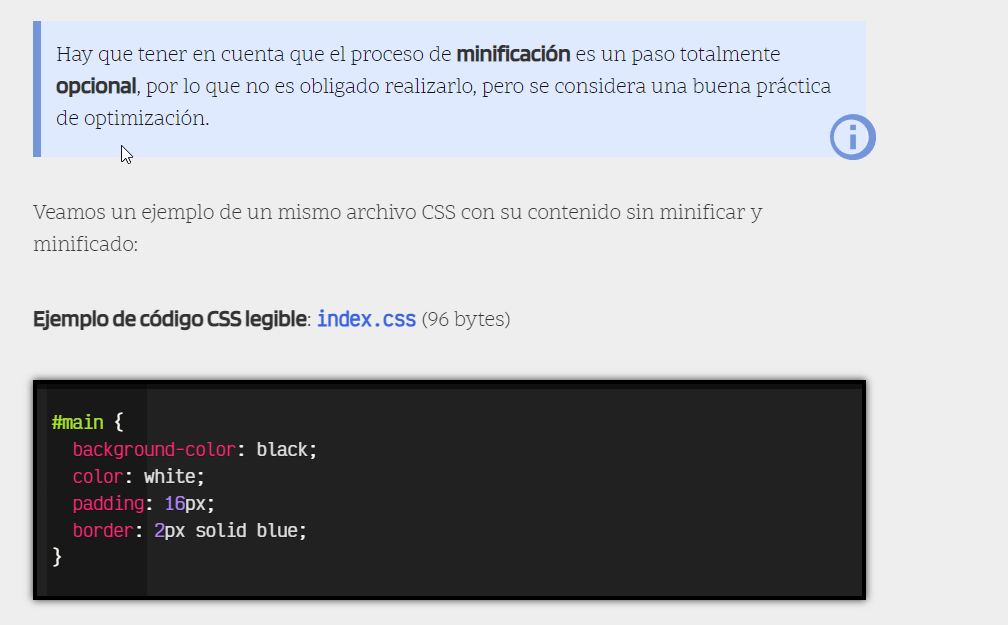 Hay que tener en cuenta que el proceso de minificación es un paso totalmente
opcional, por lo que no es obligado realizarlo, pero se considera una buena práctica
de optimización.
Veamos un ejemplo de un mismo archivo CSS con su contenido sin minificar y
minificado:
Ejemplo de código CSS legible: index.css (96 bytes)
#main {
  background-color: black;
  color: white;
  padding: 16px;
  border: 2px solid blue;
}